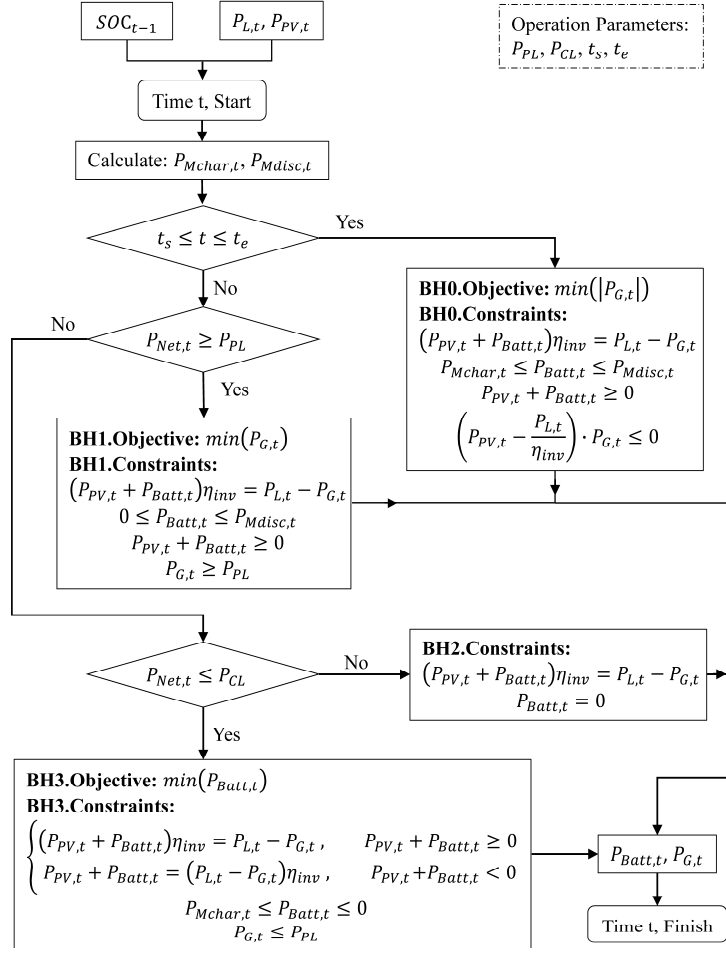 SOC_{t−1}
P_{L,t}, P_{PV,t}
Operation Parameters:
P_{PL}, P_{CL}, t_s, t_e
Time t, Start
Calculate: P_{Mchar,t}, P_{Mdisc,t}
t_s ≤ t ≤ t_e
Yes
No
BH0.Objective: min(|P_{G,t}|)
BH0.Constraints:
(P_{PV,t} + P_{Batt,t})η_{inv} = P_{L,t} − P_{G,t}
P_{Mchar,t} ≤ P_{Batt,t} ≤ P_{Mdisc,t}
P_{PV,t} + P_{Batt,t} ≥ 0
(P_{PV,t} − P_{L,t}/η_{inv}) · P_{G,t} ≤ 0
No
P_{Net,t} ≥ P_{PL}
Yes
BH1.Objective: min(P_{G,t})
BH1.Constraints:
(P_{PV,t} + P_{Batt,t})η_{inv} = P_{L,t} − P_{G,t}
0 ≤ P_{Batt,t} ≤ P_{Mdisc,t}
P_{PV,t} + P_{Batt,t} ≥ 0
P_{G,t} ≥ P_{PL}
P_{Net,t} ≤ P_{CL}
No
Yes
BH2.Constraints:
(P_{PV,t} + P_{Batt,t})η_{inv} = P_{L,t} − P_{G,t}
P_{Batt,t} = 0
BH3.Objective: min(P_{Batt,t})
BH3.Constraints:
(P_{PV,t} + P_{Batt,t})η_{inv} = P_{L,t} − P_{G,t} , P_{PV,t} + P_{Batt,t} ≥ 0
P_{PV,t} + P_{Batt,t} = (P_{L,t} − P_{G,t})η_{inv} , P_{PV,t} + P_{Batt,t} < 0
P_{Mchar,t} ≤ P_{Batt,t} ≤ 0
P_{G,t} ≤ P_{PL}
P_{Batt,t}, P_{G,t}
Time t, Finish